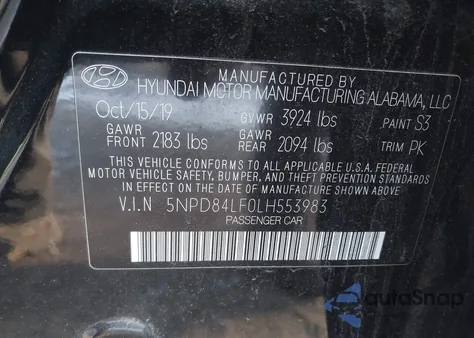 MANUFACTURED BY
HYUNDAI MOTOR MANUFACTURING ALABAMA, LLC
Oct/15/19 GVWR 3924 lbs PAINT S3
GAWR FRONT 2183 lbs GAWR REAR 2094 lbs TRIM PK
THIS VEHICLE CONFORMS TO ALL APPLICABLE U.S.A. FEDERAL
MOTOR VEHICLE SAFETY, BUMPER, AND THEFT PREVENTION STANDARDS
IN EFFECT ON THE DATE OF MANUFACTURE SHOWN ABOVE.
V.I.N 5NPD84LF0LH553983
PASSENGER CAR
autoSnap